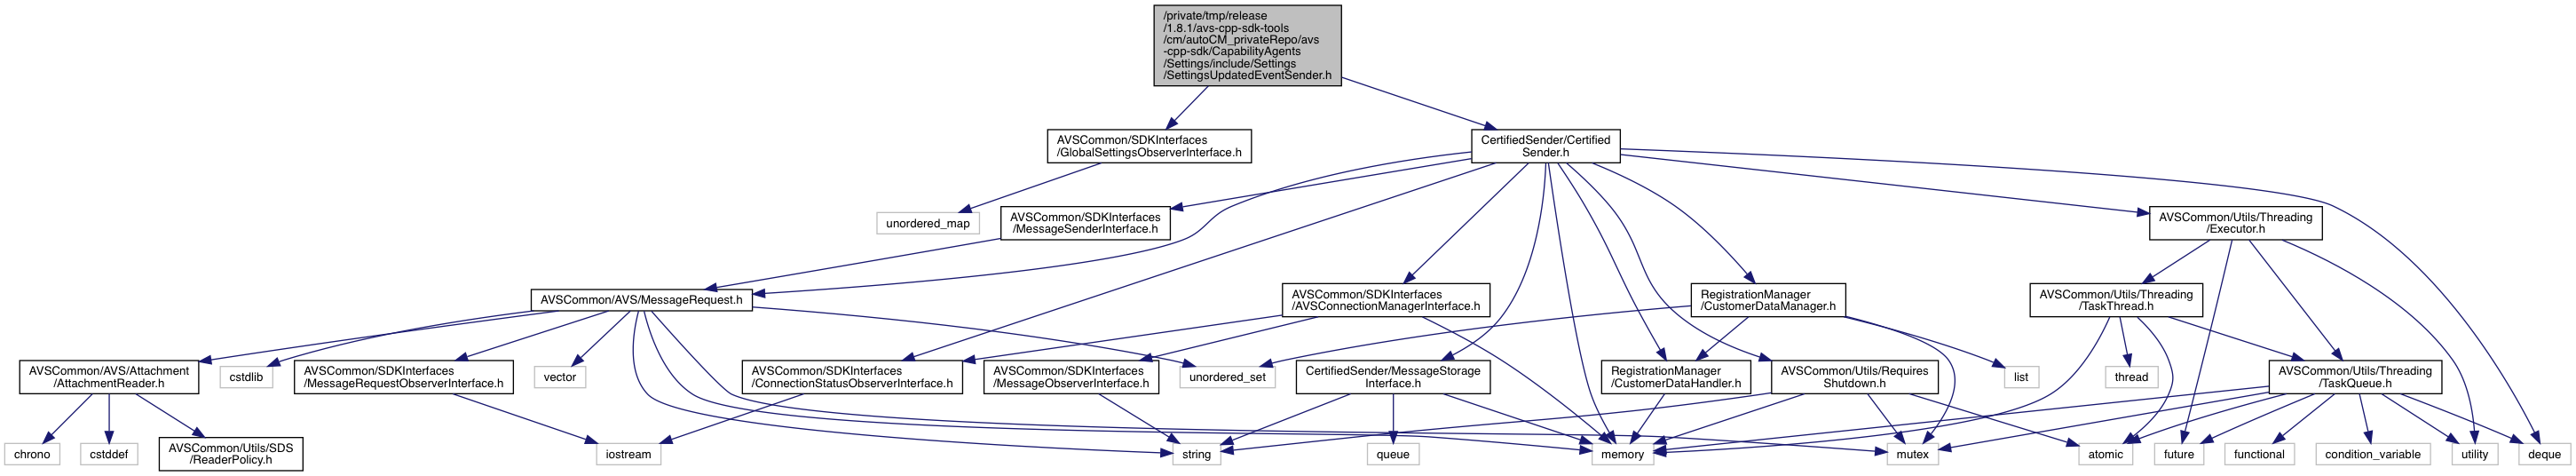 /private/tmp/release
/1.8.1/avs-cpp-sdk-tools
/cm/autoCM_privateRepo/avs
-cpp-sdk/CapabilityAgents
/Settings/include/Settings
/SettingsUpdatedEventSender.h
AVSCommon/SDKInterfaces
/GlobalSettingsObserverInterface.h
CertifiedSender/Certified
Sender.h
unordered_map
AVSCommon/SDKInterfaces
/MessageSenderInterface.h
AVSCommon/Utils/Threading
/Executor.h
AVSCommon/AVS/MessageRequest.h
AVSCommon/SDKInterfaces
/AVSConnectionManagerInterface.h
RegistrationManager
/CustomerDataManager.h
AVSCommon/Utils/Threading
/TaskThread.h
AVSCommon/AVS/Attachment
/AttachmentReader.h
cstdlib
AVSCommon/SDKInterfaces
/MessageRequestObserverInterface.h
vector
AVSCommon/SDKInterfaces
/ConnectionStatusObserverInterface.h
AVSCommon/SDKInterfaces
/MessageObserverInterface.h
unordered_set
CertifiedSender/MessageStorage
Interface.h
RegistrationManager
/CustomerDataHandler.h
AVSCommon/Utils/Requires
Shutdown.h
list
thread
AVSCommon/Utils/Threading
/TaskQueue.h
chrono
cstddef
AVSCommon/Utils/SDS
/ReaderPolicy.h
iostream
string
queue
memory
mutex
atomic
future
functional
condition_variable
utility
deque